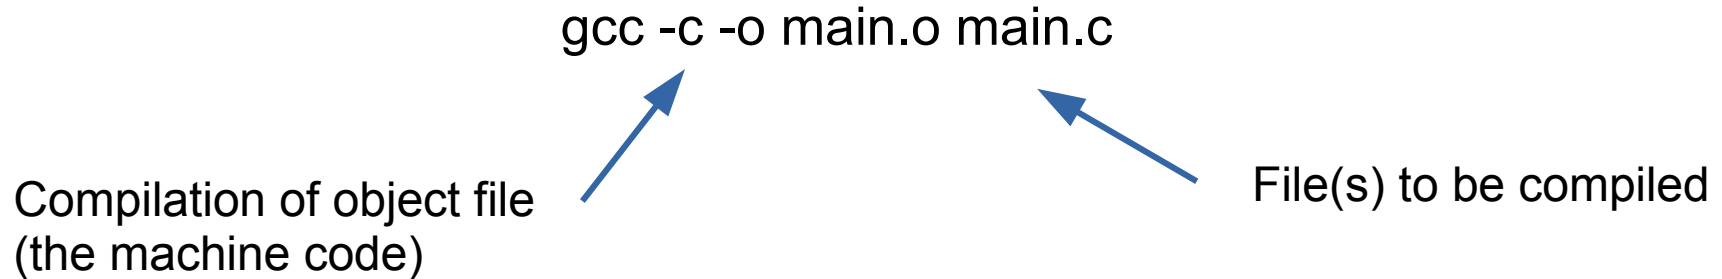 gcc -c -o main.o main.c
Compilation of object file
(the machine code)
File(s) to be compiled